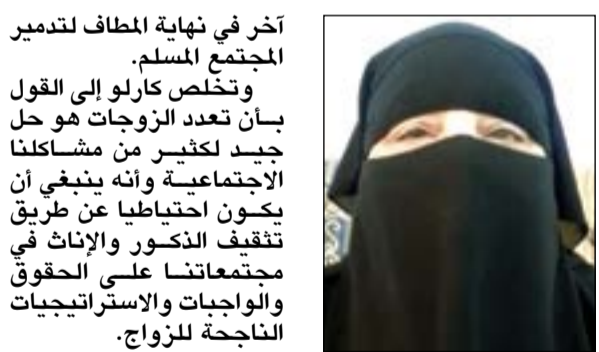 آخر في نهاية المطاف لتدمير
المجتمع المسلم.
وتخلص كارلو إلى القول
بأن تعدد الزوجات هو حل
جيد لكثير من مشاكلنا
الاجتماعية وأنه ينبغي أن
يكون احتياطيا عن طريق
تثقيف الذكور والإناث في
مجتمعاتنا على الحقوق
والواجبات والاستراتيجيات
الناجحة للزواج.